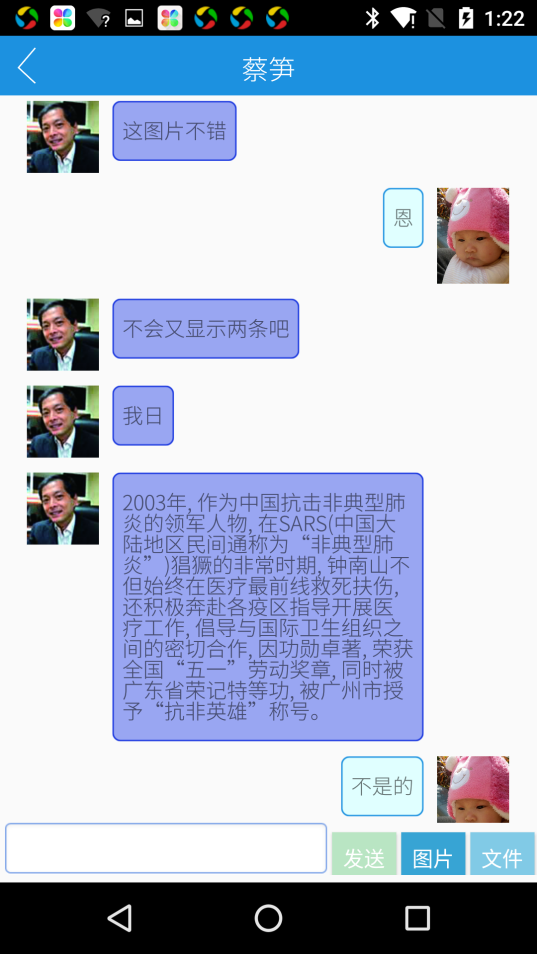 1:22
蔡笋
这图片不错
恩
不会又显示两条吧
我日
2003年, 作为中国抗击非典型肺
炎的领军人物, 在SARS(中国大
陆地区民间通称为“非典型肺
炎”)猖獗的非常时期, 钟南山不
但始终在医疗最前线救死扶伤,
还积极奔赴各疫区指导开展医
疗工作, 倡导与国际卫生组织之
间的密切合作, 因功勋卓著, 荣获
全国“五一”劳动奖章, 同时被
广东省荣记特等功, 被广州市授
予“抗非英雄”称号。
不是的
发送
图片
文件